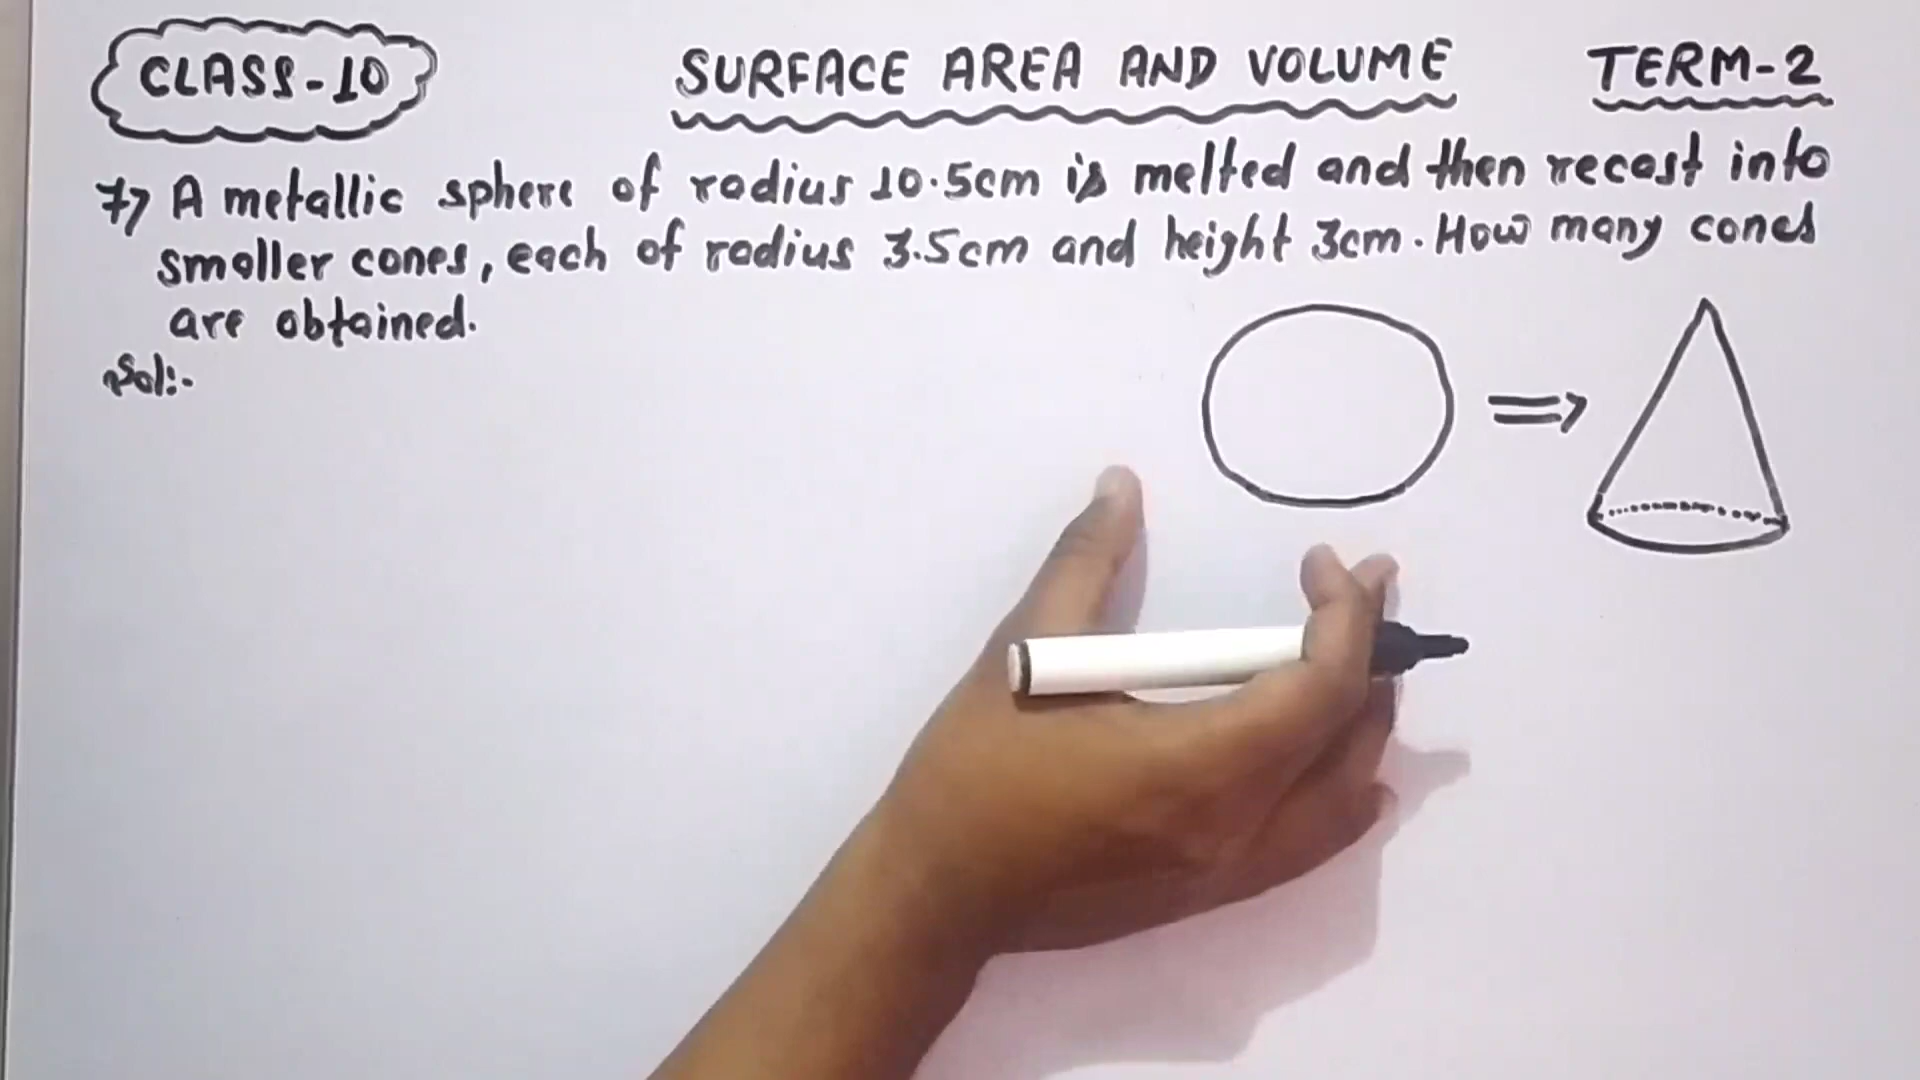 CLASS-10
SURFACE AREA AND VOLUME
TERM-2
7> A metallic sphere of radius 10.5cm is melted and then recast into
smaller cones, each of radius 3.5cm and height 3cm. How many cones
are obtained.
Sol:-